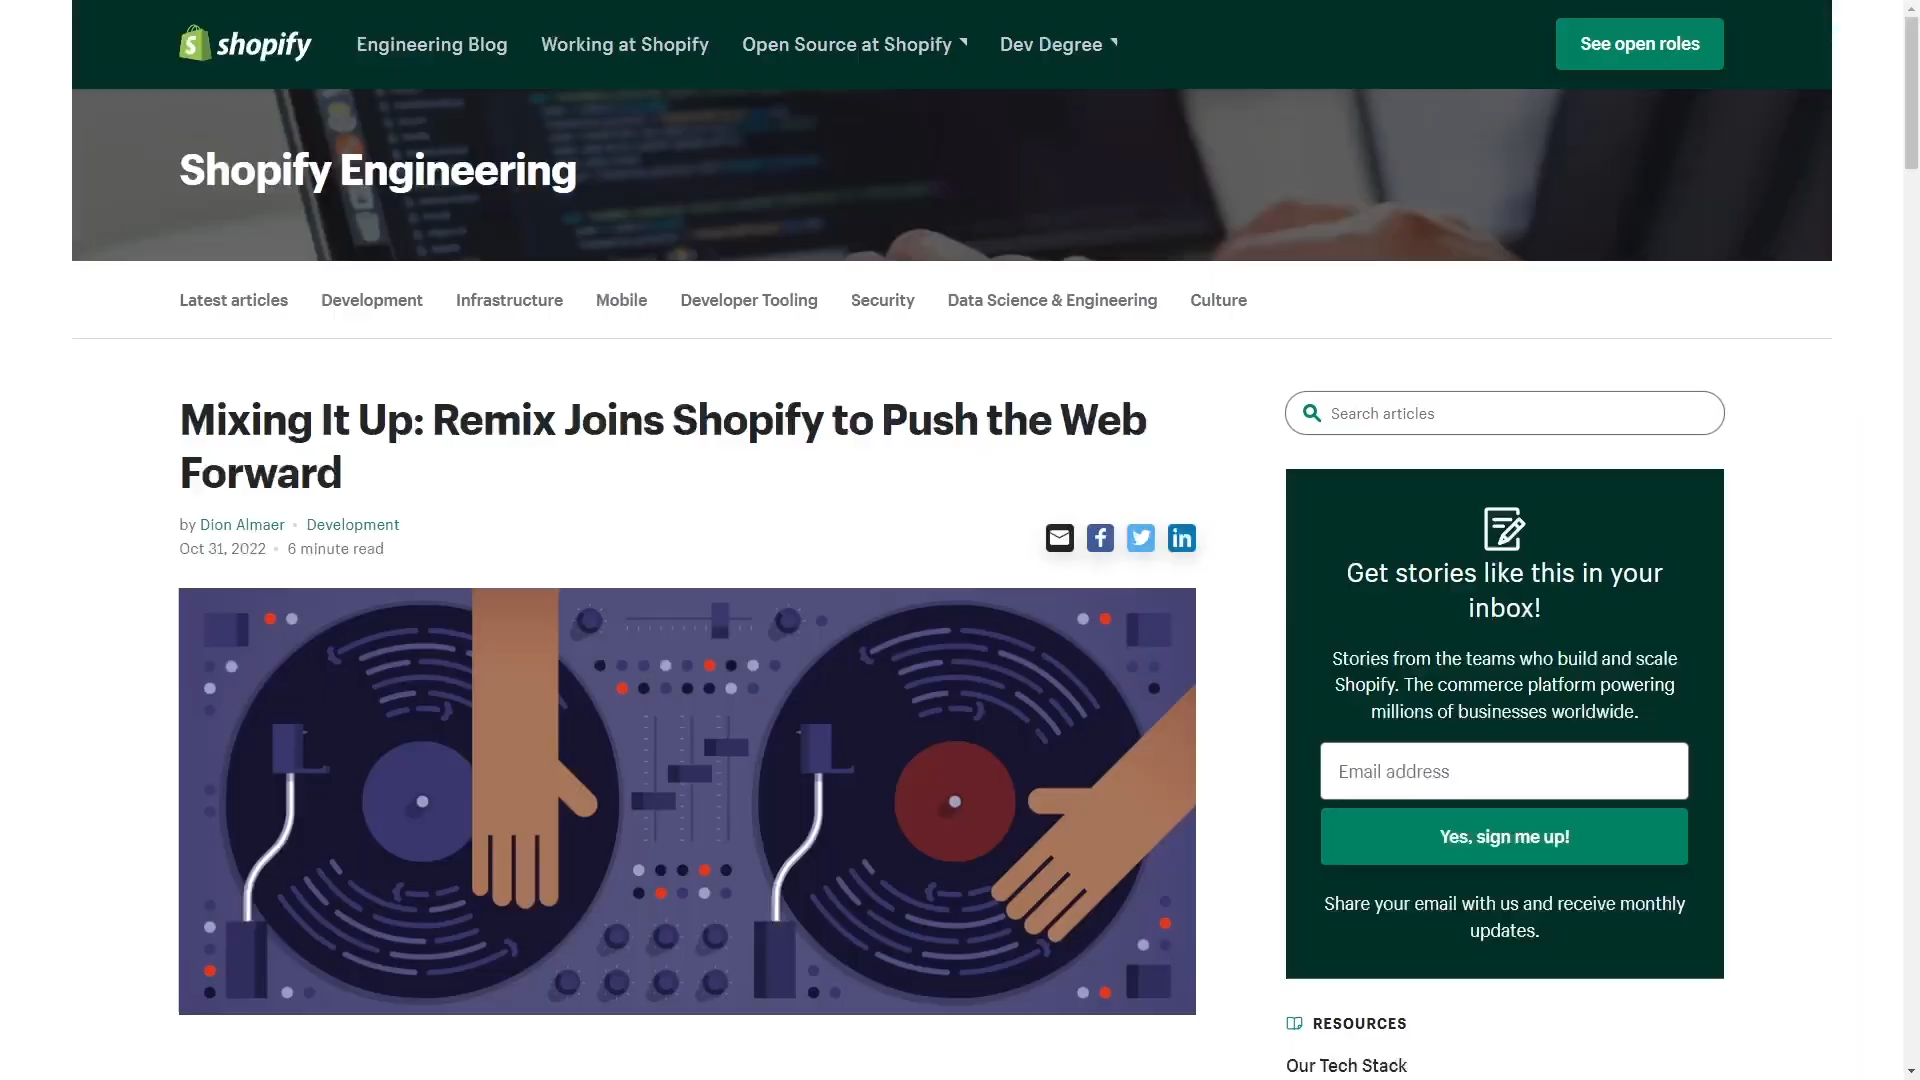 shopify
Engineering Blog
Working at Shopify
Open Source at Shopify
Dev Degree
See open roles
Shopify Engineering
Latest articles
Development
Infrastructure
Mobile
Developer Tooling
Security
Data Science & Engineering
Culture
Mixing It Up: Remix Joins Shopify to Push the Web
Forward
by Dion Almaer • Development
Oct 31, 2022 • 6 minute read
Search articles
Get stories like this in your
inbox!
Stories from the teams who build and scale
Shopify. The commerce platform powering
millions of businesses worldwide.
Email address
Yes, sign me up!
Share your email with us and receive monthly
updates.
RESOURCES
Our Tech Stack